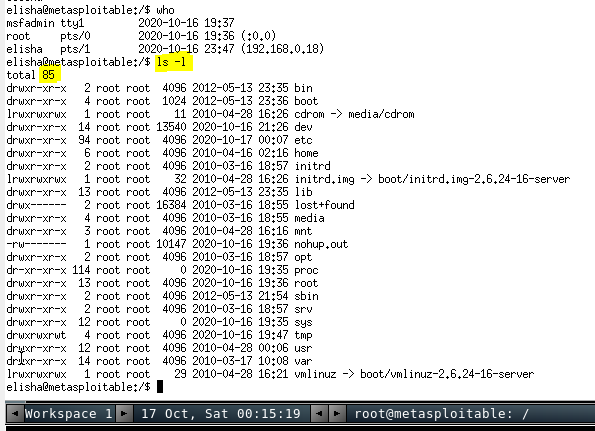 elisha@metasploitable:/$ who
msfadmin tty1         2020-10-16 19:37
root     pts/0        2020-10-16 19:36 (:0.0)
elisha   pts/1        2020-10-16 23:47 (192.168.0.18)
elisha@metasploitable:/$ ls -l
total 85
drwxr-xr-x   2 root root  4096 2012-05-13 23:35 bin
drwxr-xr-x   4 root root  1024 2012-05-13 23:36 boot
lrwxrwxrwx   1 root root    11 2010-04-28 16:26 cdrom -> media/cdrom
drwxr-xr-x  14 root root 13540 2020-10-16 21:26 dev
drwxr-xr-x  94 root root  4096 2020-10-17 00:07 etc
drwxr-xr-x   6 root root  4096 2010-04-16 02:16 home
drwxr-xr-x   2 root root  4096 2010-03-16 18:57 initrd
lrwxrwxrwx   1 root root    32 2010-04-28 16:26 initrd.img -> boot/initrd.img-2.6.24-16-server
drwxr-xr-x  13 root root  4096 2012-05-13 23:35 lib
drwx------   2 root root 16384 2010-03-16 18:55 lost+found
drwxr-xr-x   4 root root  4096 2010-03-16 18:55 media
drwxr-xr-x   3 root root  4096 2010-04-28 16:16 mnt
-rw-------   1 root root 10147 2020-10-16 19:36 nohup.out
drwxr-xr-x   2 root root  4096 2010-03-16 18:57 opt
dr-xr-xr-x 114 root root     0 2020-10-16 19:35 proc
drwxr-xr-x  13 root root  4096 2020-10-16 19:36 root
drwxr-xr-x   2 root root  4096 2012-05-13 21:54 sbin
drwxr-xr-x   2 root root  4096 2010-03-16 18:57 srv
drwxr-xr-x  12 root root     0 2020-10-16 19:35 sys
drwxrwxrwt   4 root root  4096 2020-10-16 19:47 tmp
drwxr-xr-x  12 root root  4096 2010-04-28 00:06 usr
drwxr-xr-x  14 root root  4096 2010-03-17 10:08 var
lrwxrwxrwx   1 root root    29 2010-04-28 16:21 vmlinuz -> boot/vmlinuz-2.6.24-16-server
elisha@metasploitable:/$
Workspace 1 17 Oct, Sat 00:15:19 root@metasploitable: /